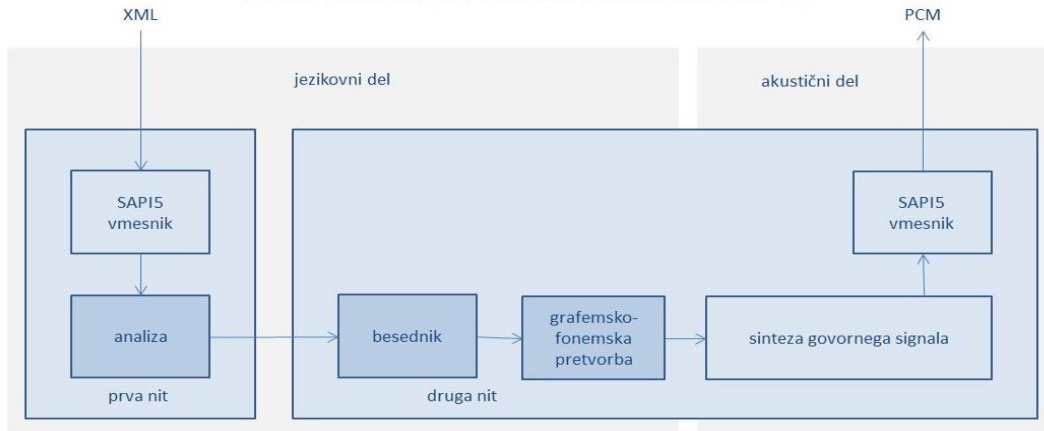 XML
PCM
jezikovni del
akustični del
SAPI5
vmesnik
SAPI5
vmesnik
analiza
besednik
grafemsko-
fonemska
pretvorba
sinteza govornega signala
prva nit
druga nit